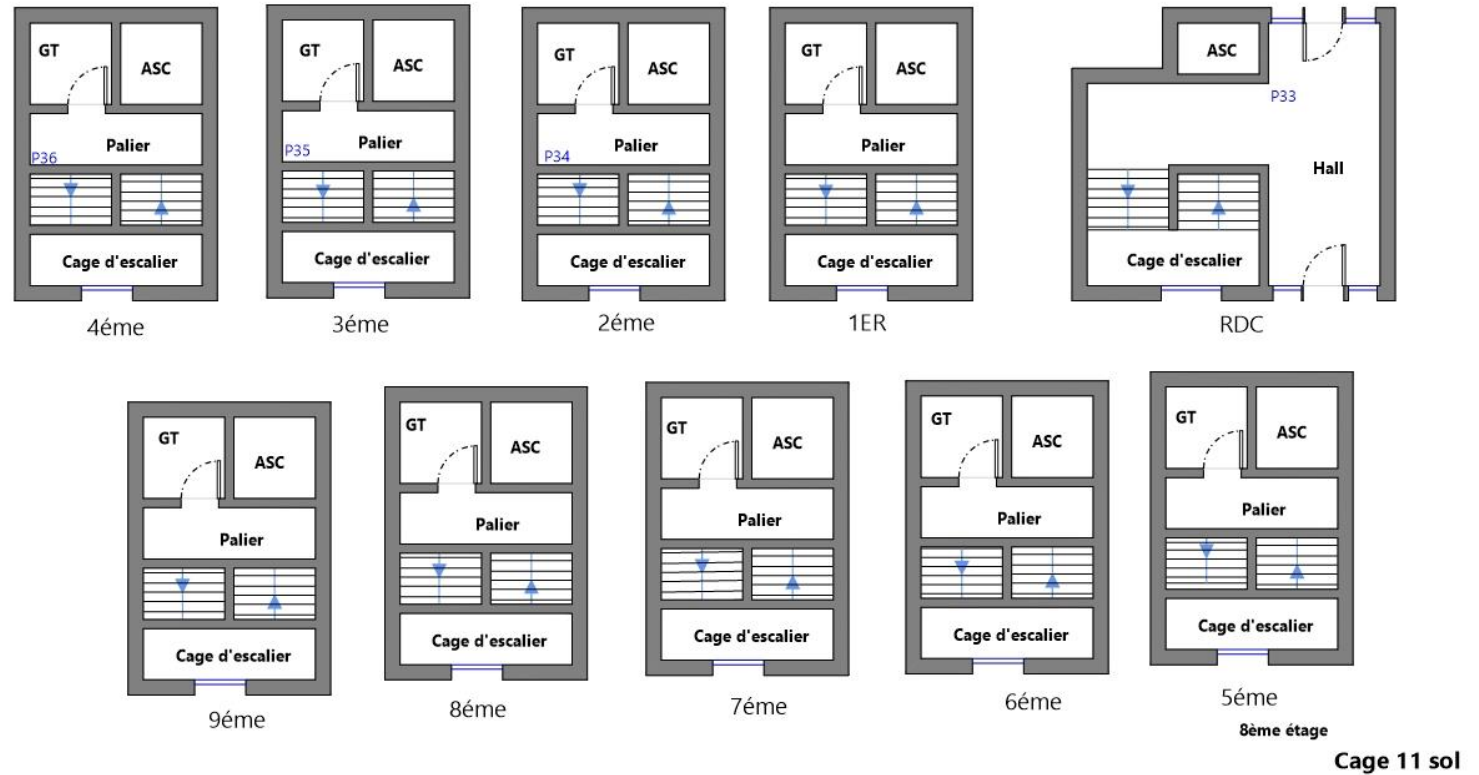 GT
ASC
Palier
P36
Cage d'escalier
4éme
GT
ASC
Palier
P35
Cage d'escalier
3éme
GT
ASC
Palier
P34
Cage d'escalier
2éme
GT
ASC
Palier
Cage d'escalier
1ER
ASC
P33
Hall
Cage d'escalier
RDC
GT
ASC
Palier
Cage d'escalier
9éme
GT
ASC
Palier
Cage d'escalier
8éme
GT
ASC
Palier
Cage d'escalier
7éme
GT
ASC
Palier
Cage d'escalier
6éme
GT
ASC
Palier
Cage d'escalier
5éme
8ème étage
Cage 11 sol